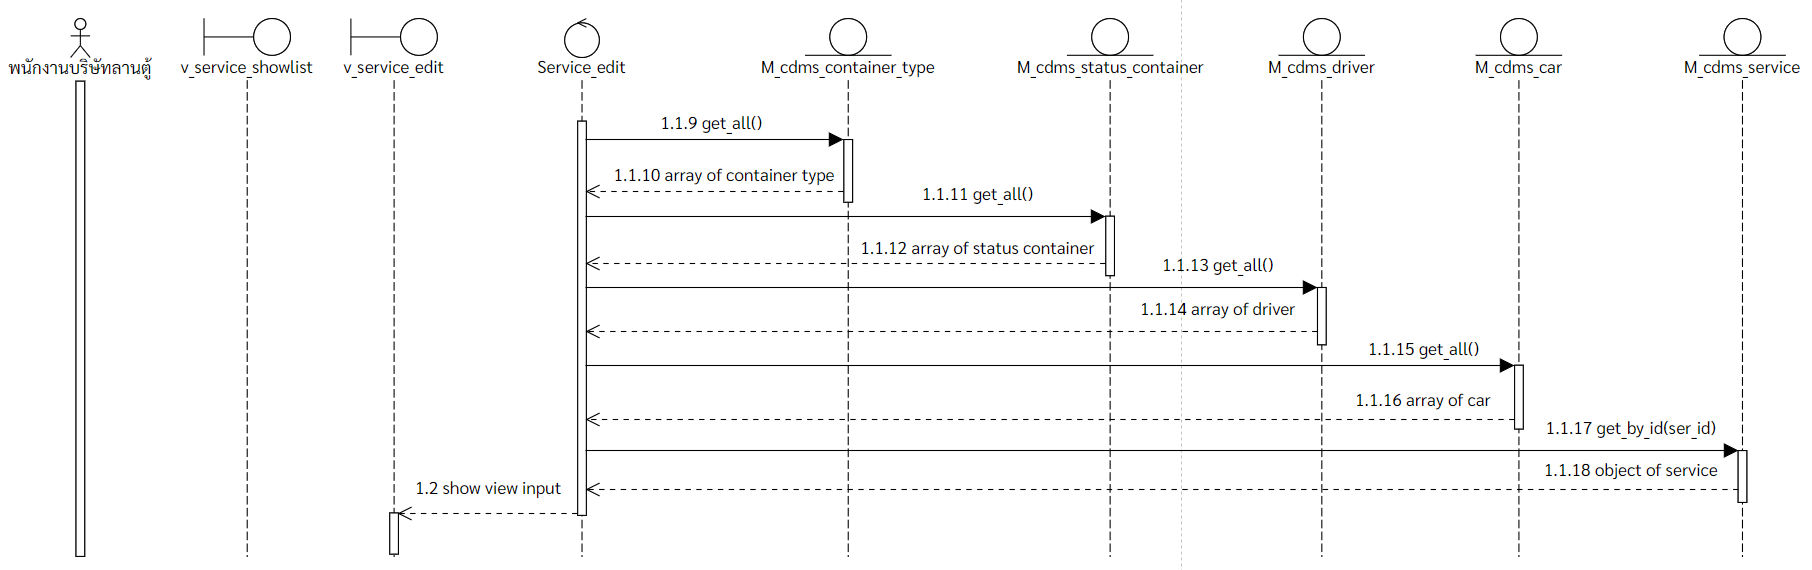 พนักงานบริษัทลานตู้
v_service_showlist
v_service_edit
Service_edit
M_cdms_container_type
M_cdms_status_container
M_cdms_driver
M_cdms_car
M_cdms_service
1.1.9 get_all()
1.1.10 array of container type
1.1.11 get_all()
1.1.12 array of status container
1.1.13 get_all()
1.1.14 array of driver
1.1.15 get_all()
1.1.16 array of car
1.1.17 get_by_id(ser_id)
1.1.18 object of service
1.2 show view input